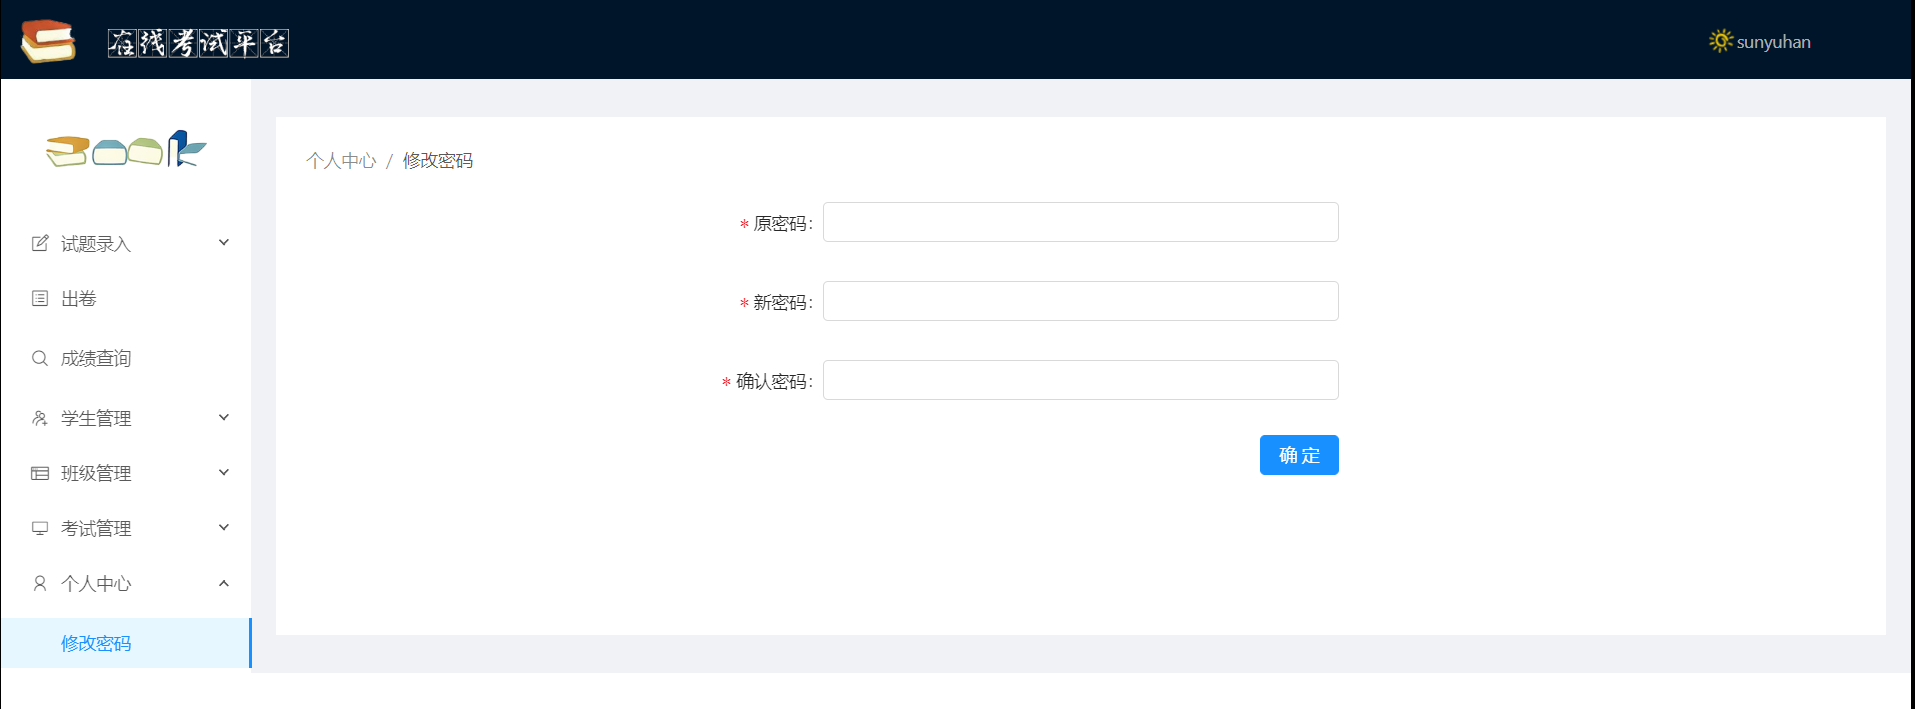 在线考试平台
sunyuhan
book
个人中心 / 修改密码
* 原密码:
* 新密码:
* 确认密码:
确 定
试题录入
出卷
成绩查询
学生管理
班级管理
考试管理
个人中心
修改密码